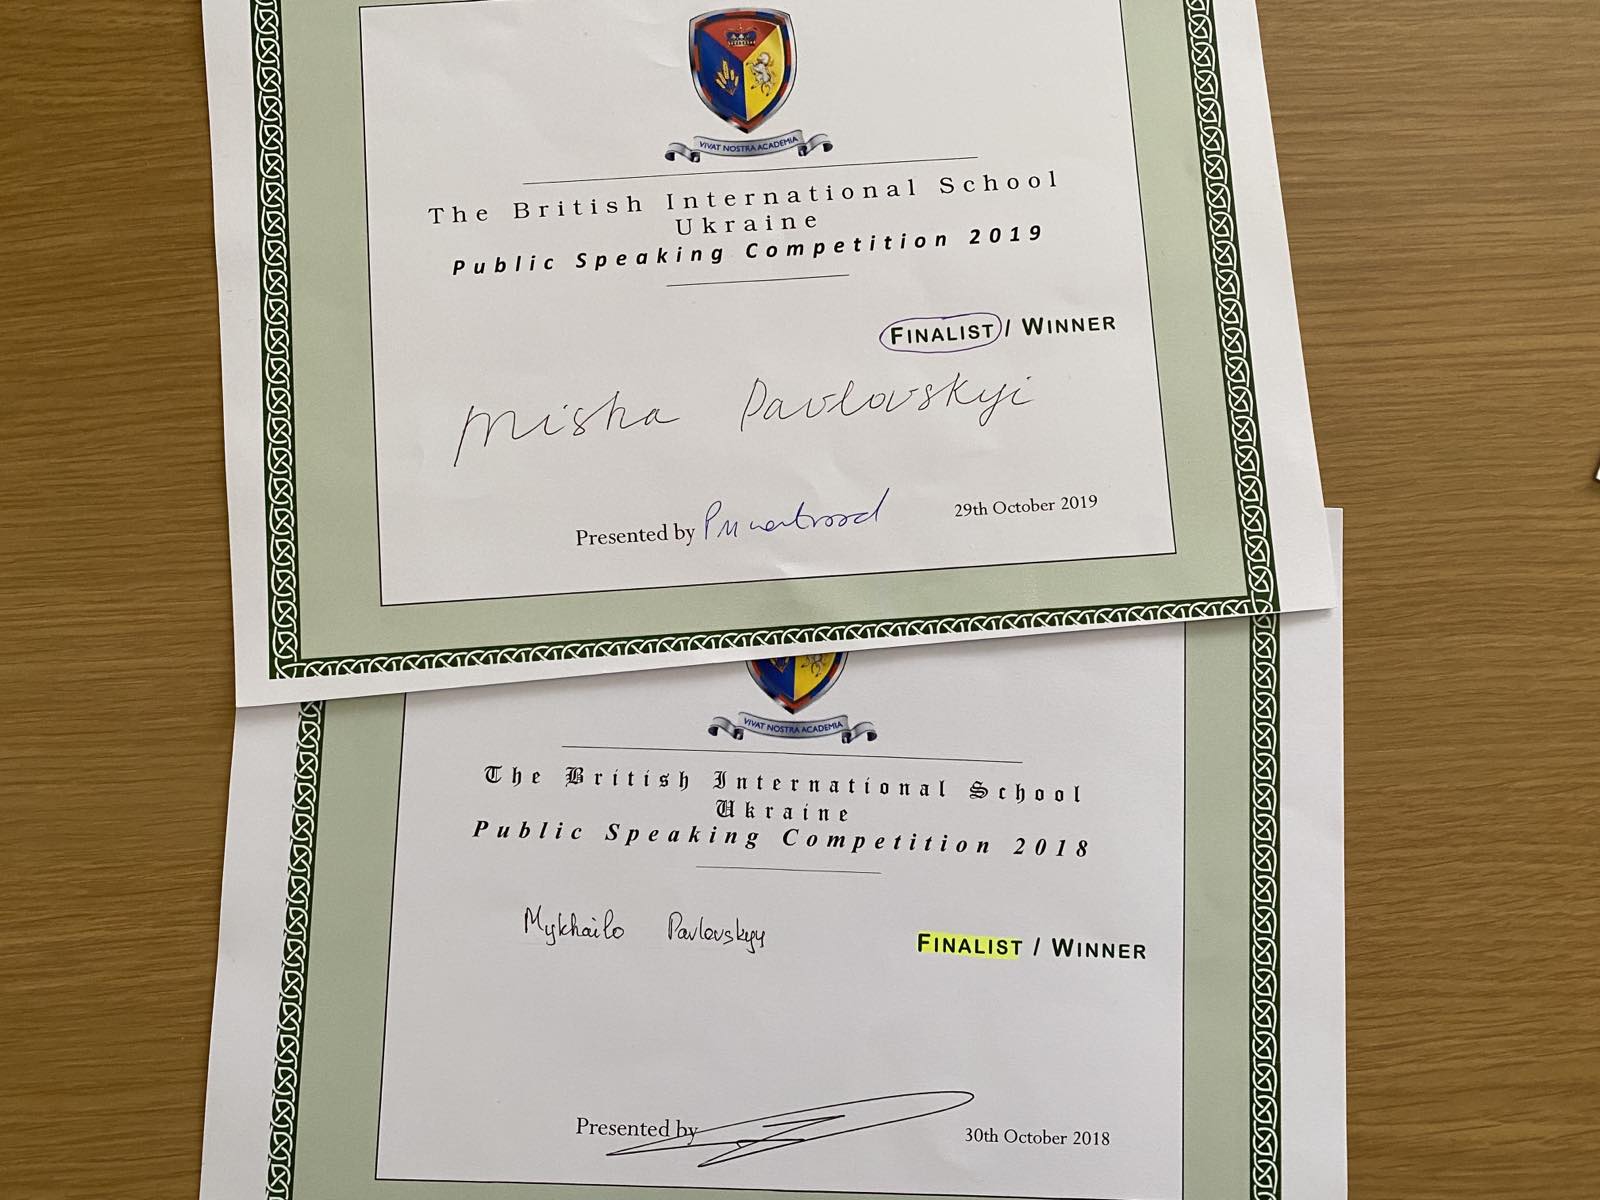 VIVAT NOSTRA ACADEMIA
The British International School
Ukraine
Public Speaking Competition 2019
FINALIST / WINNER
Misha Pavlovskyi
Presented by
29th October 2019
VIVAT NOSTRA ACADEMIA
The British International School
Ukraine
Public Speaking Competition 2018
Mykhailo Pavlovskyy
FINALIST / WINNER
Presented by
30th October 2018